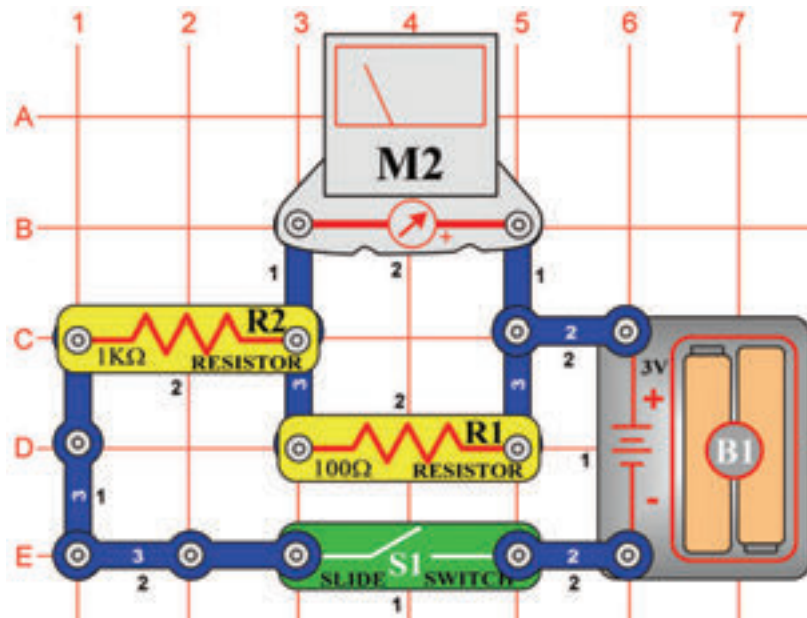 1 2 3 4 5 6 7
A
M2
B
+
1 2 1
R2
C
1KΩ RESISTOR
2
3V
2
2
3
2
3
+
R1
D
100Ω RESISTOR
1
B1
-
3
1
E
3
2
S1
SLIDE SWITCH
1
2
2